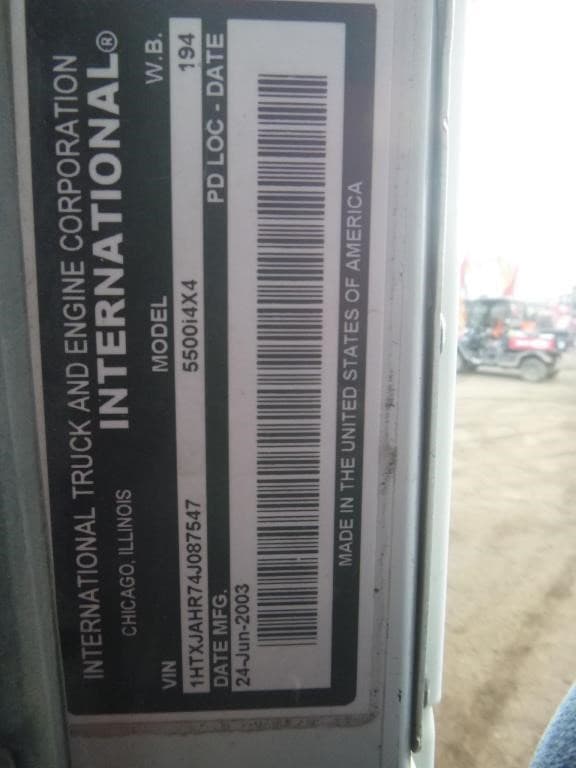 INTERNATIONAL TRUCK AND ENGINE CORPORATION
CHICAGO, ILLINOIS INTERNATIONAL®
VIN MODEL W.B.
1HTXJAHR74J087547 5500i4X4 194
DATE MFG. PD LOC - DATE
24-Jun-2003
MADE IN THE UNITED STATES OF AMERICA